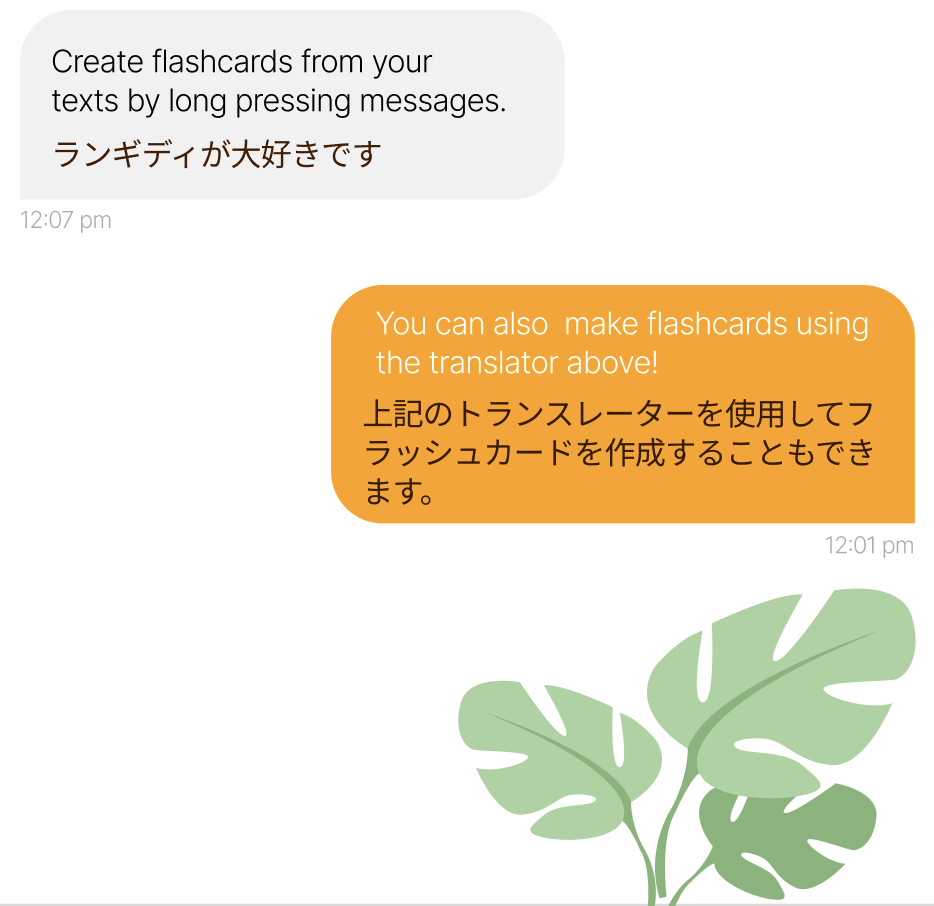 Create flashcards from your
texts by long pressing messages.
ランギディが大好きです
12:07 pm
You can also  make flashcards using
the translator above!
上記のトランスレーターを使用してフ
ラッシュカードを作成することもでき
ます。
12:01 pm